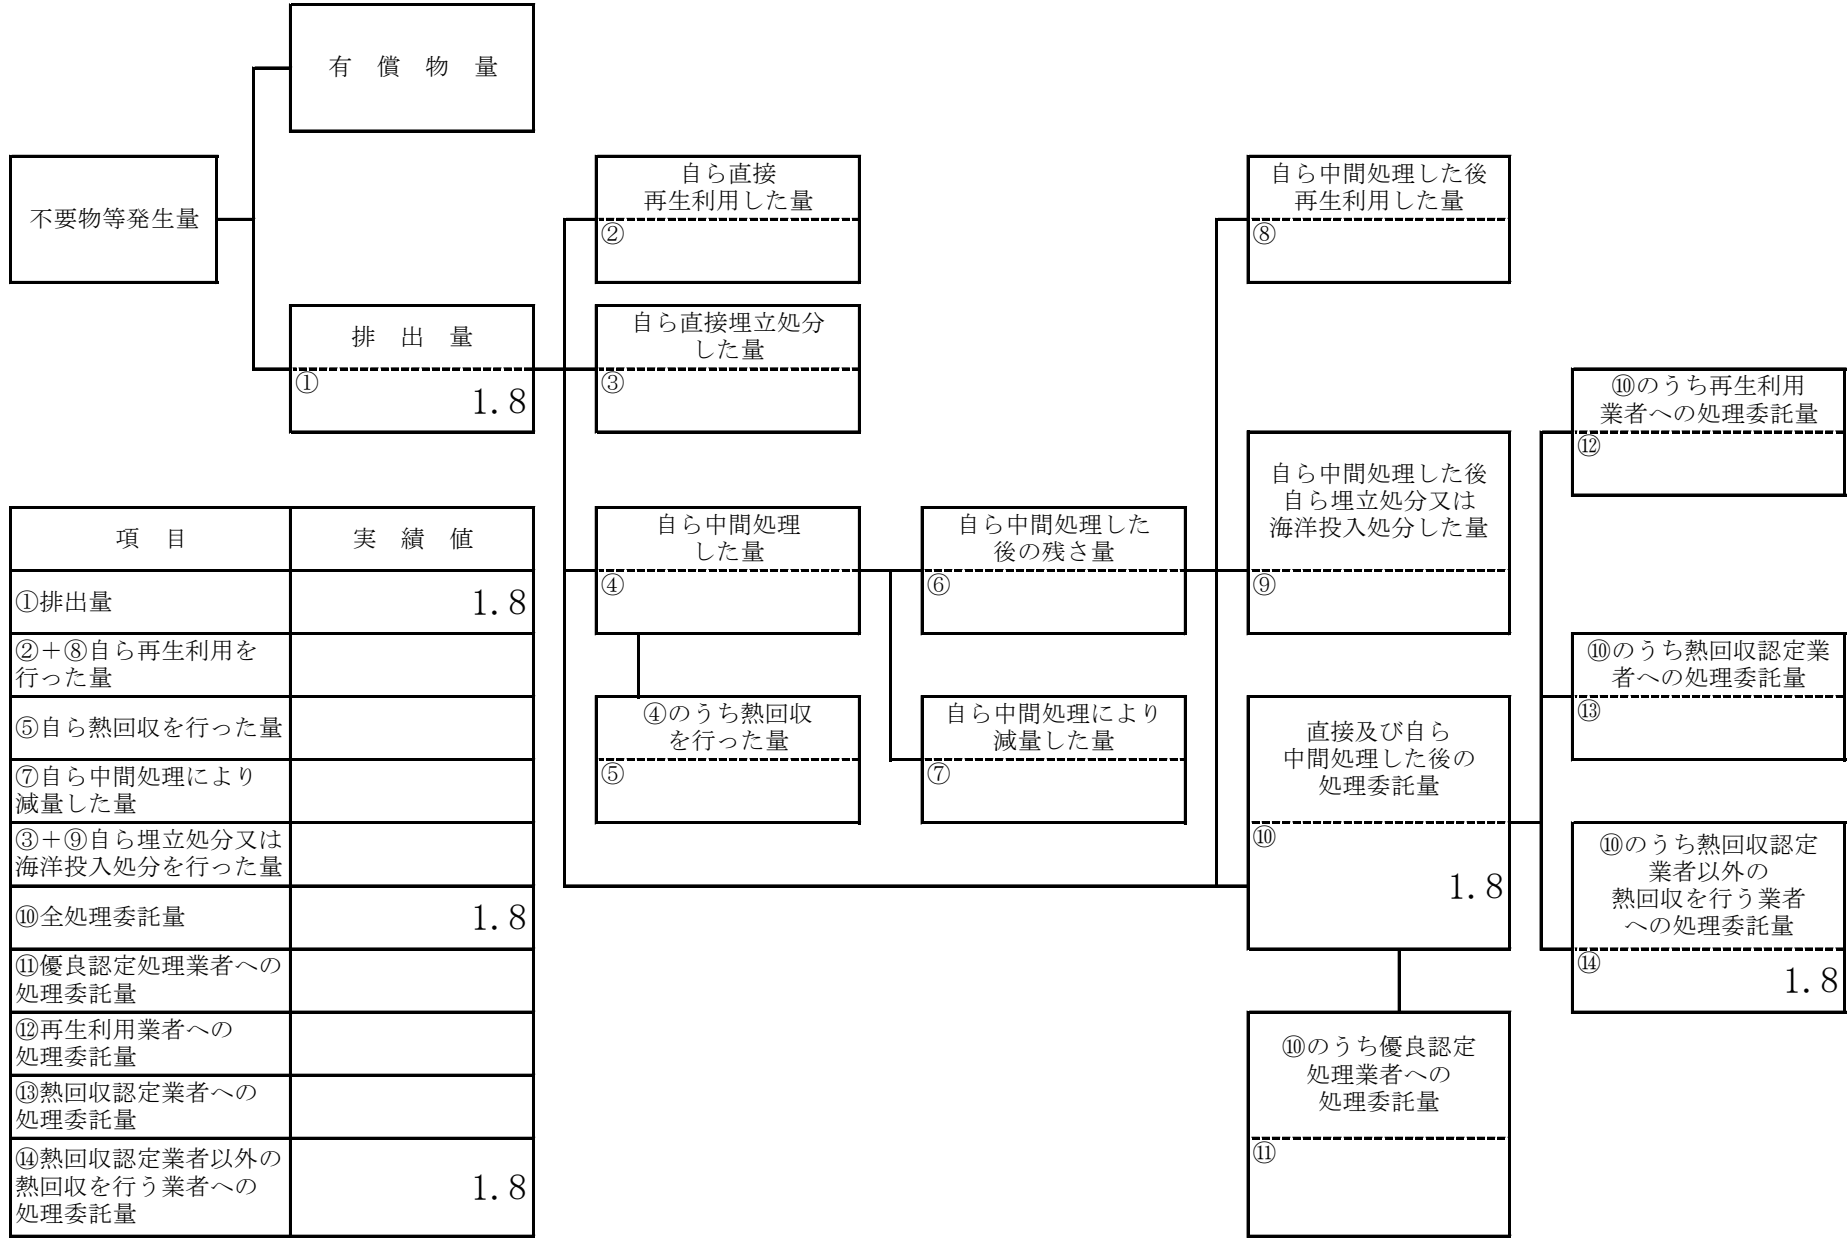 有　償　物　量
不要物等発生量
排　出　量
①
1.8
自ら直接
再生利用した量
②
自ら直接埋立処分
した量
③
自ら中間処理
した量
④
④のうち熱回収
を行った量
⑤
自ら中間処理した
後の残さ量
⑥
自ら中間処理により
減量した量
⑦
自ら中間処理した後
再生利用した量
⑧
自ら中間処理した後
自ら埋立処分又は
海洋投入処分した量
⑨
直接及び自ら
中間処理した後の
処理委託量
⑩
1.8
⑩のうち優良認定
処理業者への
処理委託量
⑪
⑩のうち再生利用
業者への処理委託量
⑫
⑩のうち熱回収認定業
者への処理委託量
⑬
⑩のうち熱回収認定
業者以外の
熱回収を行う業者
への処理委託量
⑭
1.8
項　目　実　績　値
①排出量　1.8
②＋⑧自ら再生利用を
行った量
⑤自ら熱回収を行った量
⑦自ら中間処理により
減量した量
③＋⑨自ら埋立処分又は
海洋投入処分を行った量
⑩全処理委託量　1.8
⑪優良認定処理業者への
処理委託量
⑫再生利用業者への
処理委託量
⑬熱回収認定業者への
処理委託量
⑭熱回収認定業者以外の
熱回収を行う業者への
処理委託量
1.8